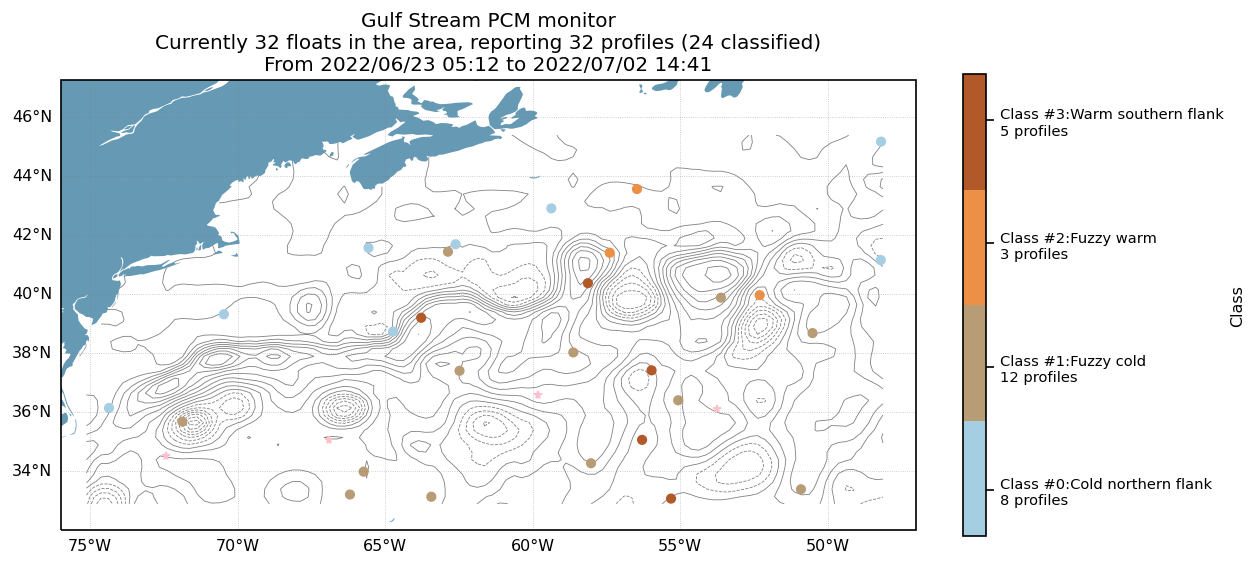 Gulf Stream PCM monitor
Currently 32 floats in the area, reporting 32 profiles (24 classified)
From 2022/06/23 05:12 to 2022/07/02 14:41
46°N
44°N
42°N
40°N
38°N
36°N
34°N
75°W
70°W
65°W
60°W
55°W
50°W
Class #3:Warm southern flank
5 profiles
Class #2:Fuzzy warm
3 profiles
Class #1:Fuzzy cold
12 profiles
Class #0:Cold northern flank
8 profiles
Class